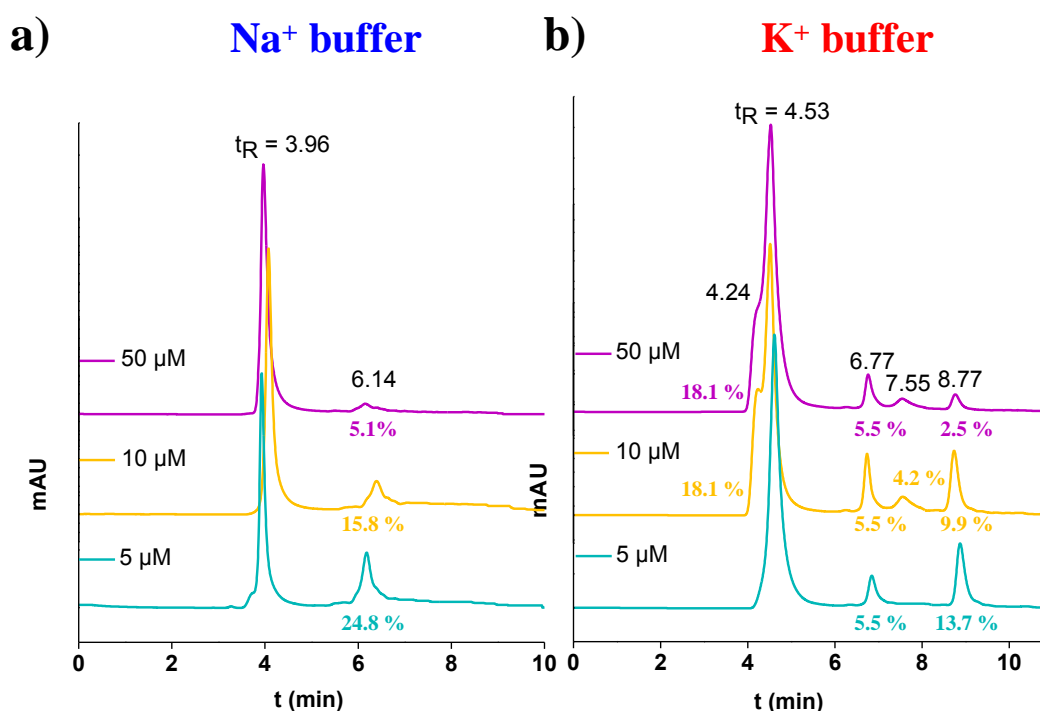 a)
Na⁺ buffer
tR = 3.96
50 µM
6.14
5.1%
10 µM
15.8 %
5 µM
24.8 %
mAU
0 2 4 6 8 10
t (min)
b)
K⁺ buffer
tR = 4.53
4.24
50 µM
18.1 %
6.77
7.55
8.77
5.5 %
2.5 %
10 µM
18.1 %
4.2 %
5.5 %
9.9 %
5 µM
5.5 %
13.7 %
mAU
0 2 4 6 8 10
t (min)